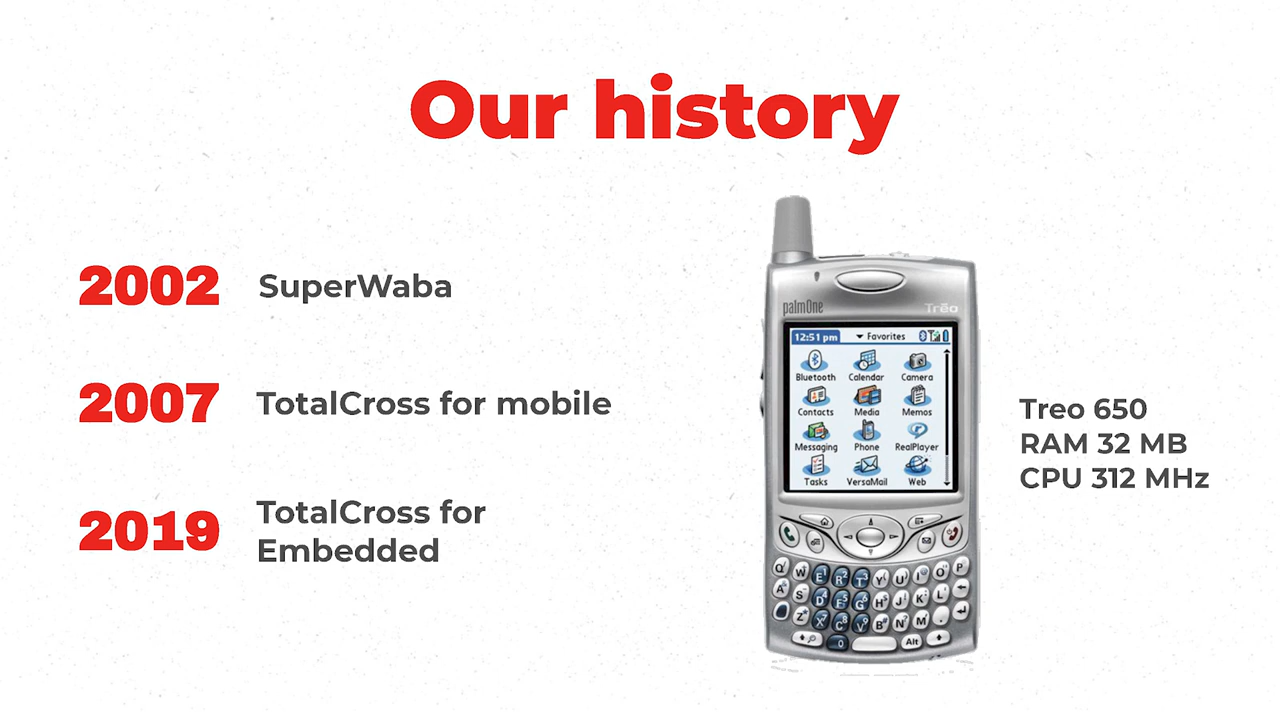 Our history
2002 SuperWaba
2007 TotalCross for mobile
2019 TotalCross for
Embedded
palmOne Treo
12:51 pm Favorites
Bluetooth Calendar Camera
Contacts Media Memos
Messaging Phone RealPlayer
Tasks VersaMail Web
Q W E R T Y U I O P
A S D F G H J K L
Z X C V B N M .
0 Alt
Treo 650
RAM 32 MB
CPU 312 MHz